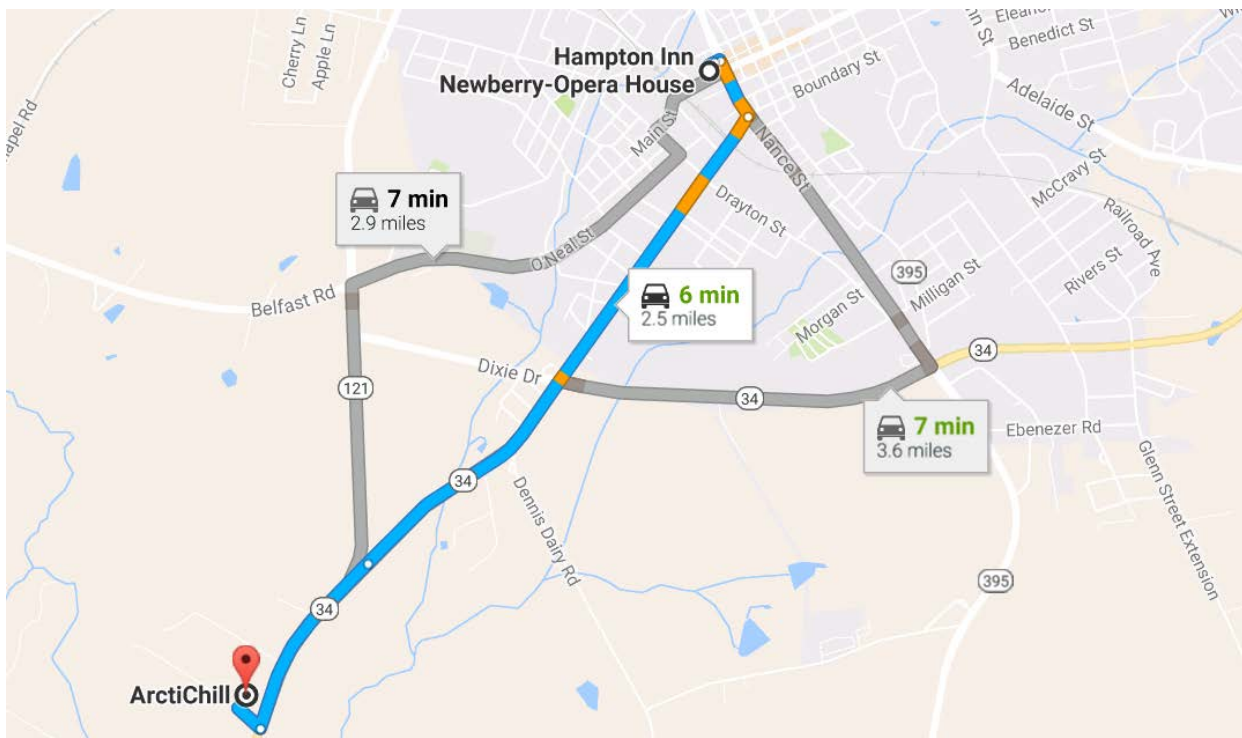 Hampton Inn
Newberry-Opera House
Cherry Ln
Apple Ln
Eleano
Benedict St
Boundary St
Adelaide St
apel Rd
Main St
Nance St
McCravy St
Drayton St
Railroad Ave
7 min
2.9 miles
O'Neal St
395
Milligan St
Rivers St
Belfast Rd
6 min
2.5 miles
Morgan St
34
Dixie Dr
121
34
7 min
3.6 miles
Ebenezer Rd
Glenn Street Extension
34
Dennis Dairy Rd
395
34
ArctiChill